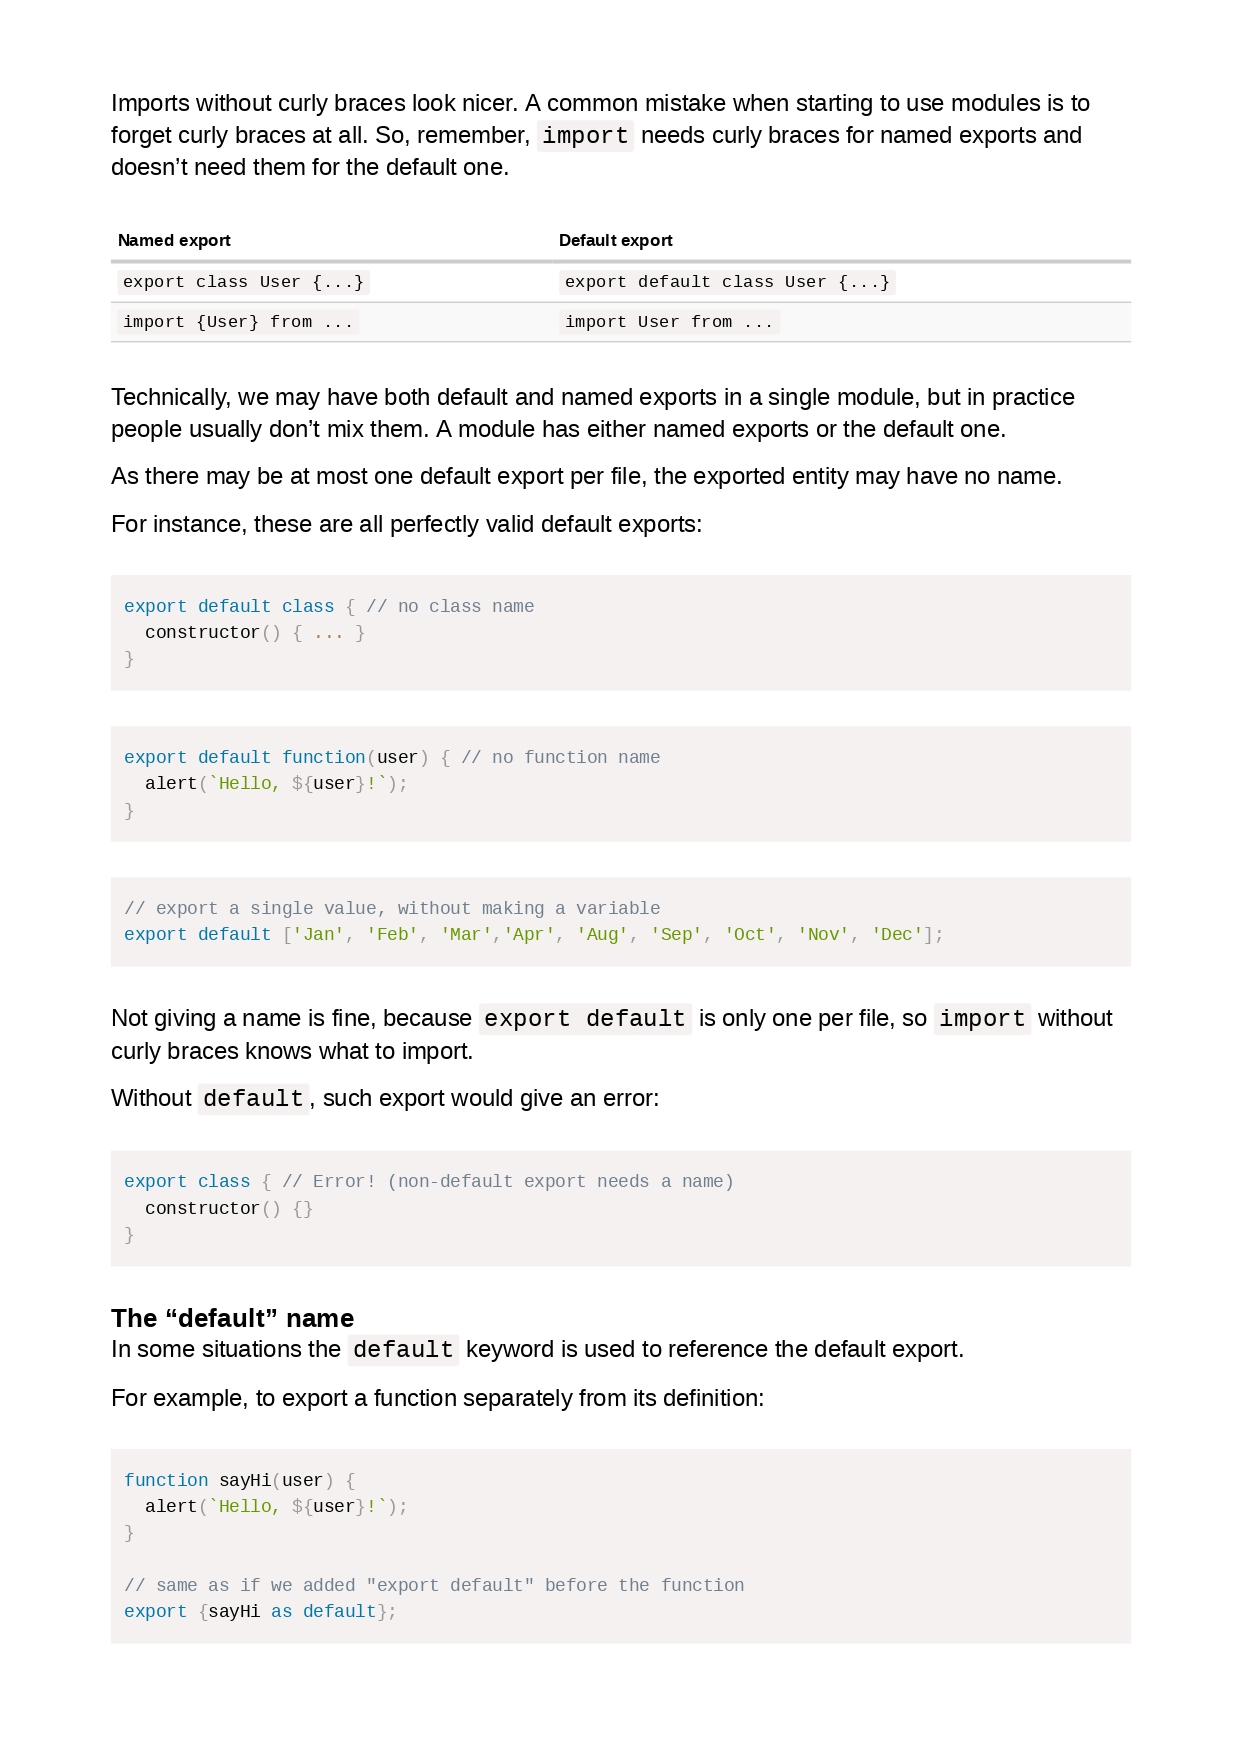 Imports without curly braces look nicer. A common mistake when starting to use modules is to
forget curly braces at all. So, remember, import needs curly braces for named exports and
doesn’t need them for the default one.
Named export Default export
export class User {...} export default class User {...}
import {User} from ... import User from ...
Technically, we may have both default and named exports in a single module, but in practice
people usually don’t mix them. A module has either named exports or the default one.
As there may be at most one default export per file, the exported entity may have no name.
For instance, these are all perfectly valid default exports:
export default class { // no class name
  constructor() { ... }
}
export default function(user) { // no function name
  alert(`Hello, ${user}!`);
}
// export a single value, without making a variable
export default ['Jan', 'Feb', 'Mar','Apr', 'Aug', 'Sep', 'Oct', 'Nov', 'Dec'];
Not giving a name is fine, because export default is only one per file, so import without
curly braces knows what to import.
Without default, such export would give an error:
export class { // Error! (non-default export needs a name)
  constructor() {}
}
The “default” name
In some situations the default keyword is used to reference the default export.
For example, to export a function separately from its definition:
function sayHi(user) {
  alert(`Hello, ${user}!`);
}
// same as if we added "export default" before the function
export {sayHi as default};